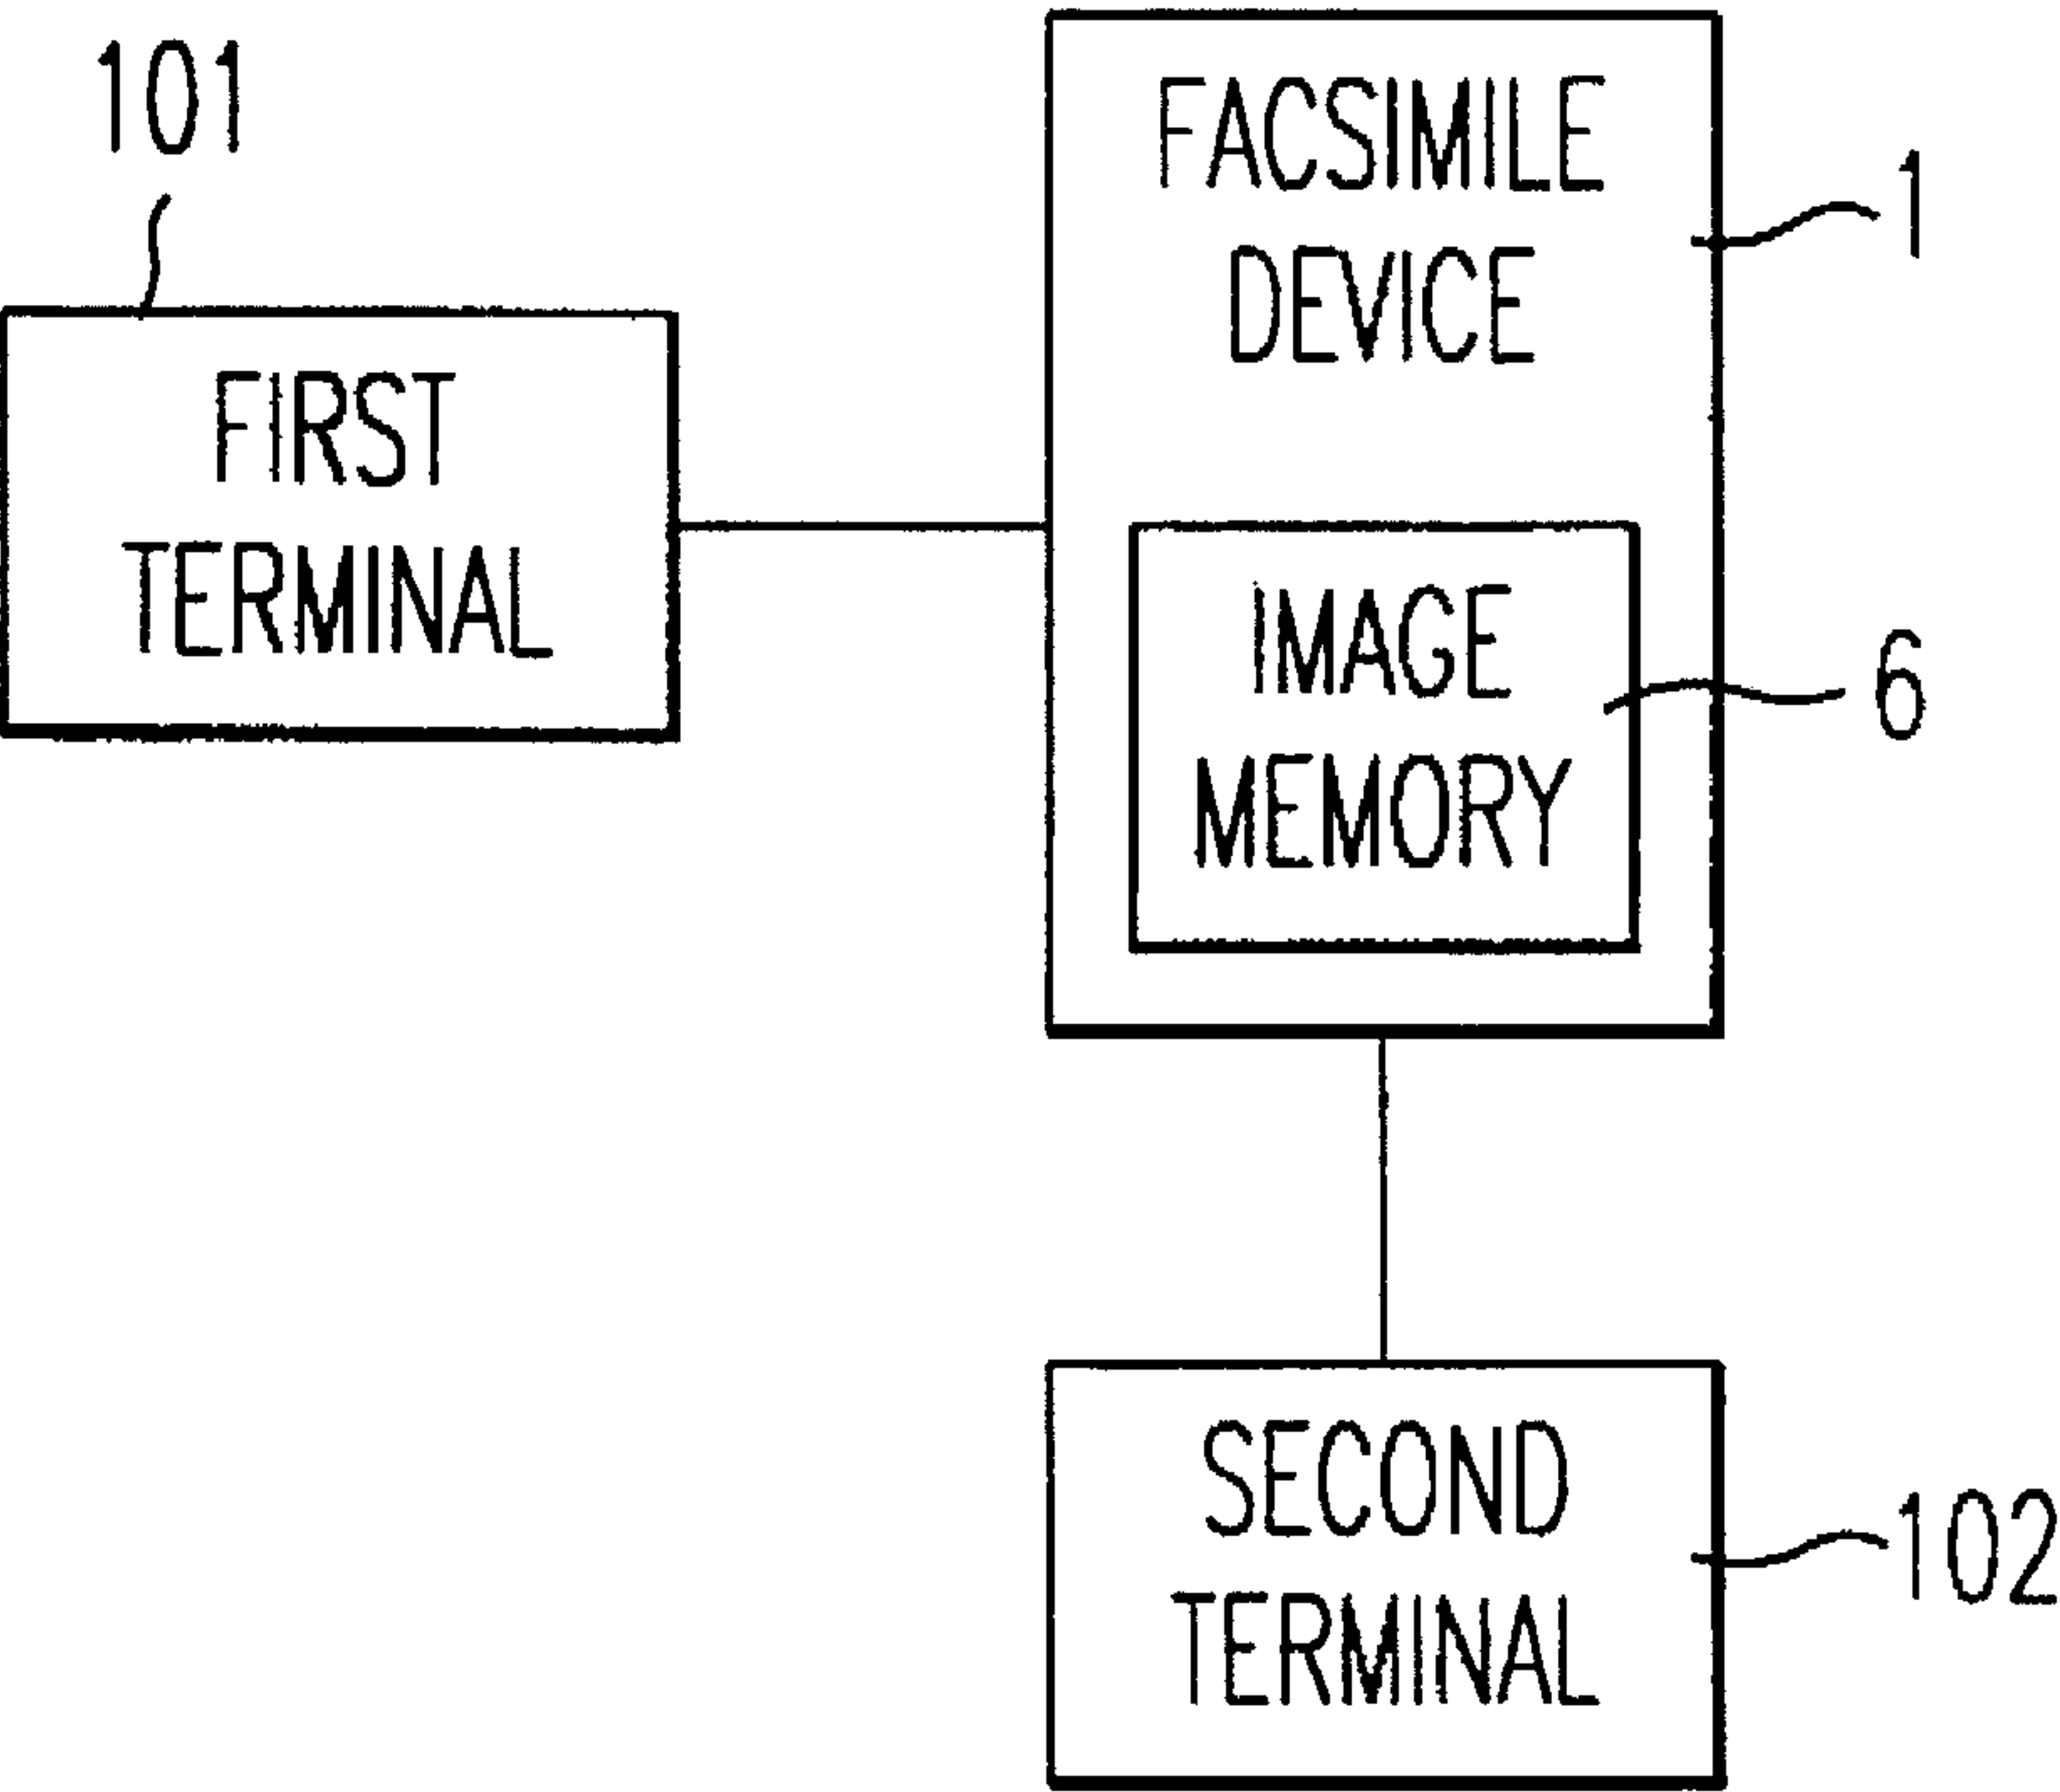 101
FIRST
TERMINAL
FACSIMILE
DEVICE
1
IMAGE
MEMORY
6
SECOND
TERMINAL
102